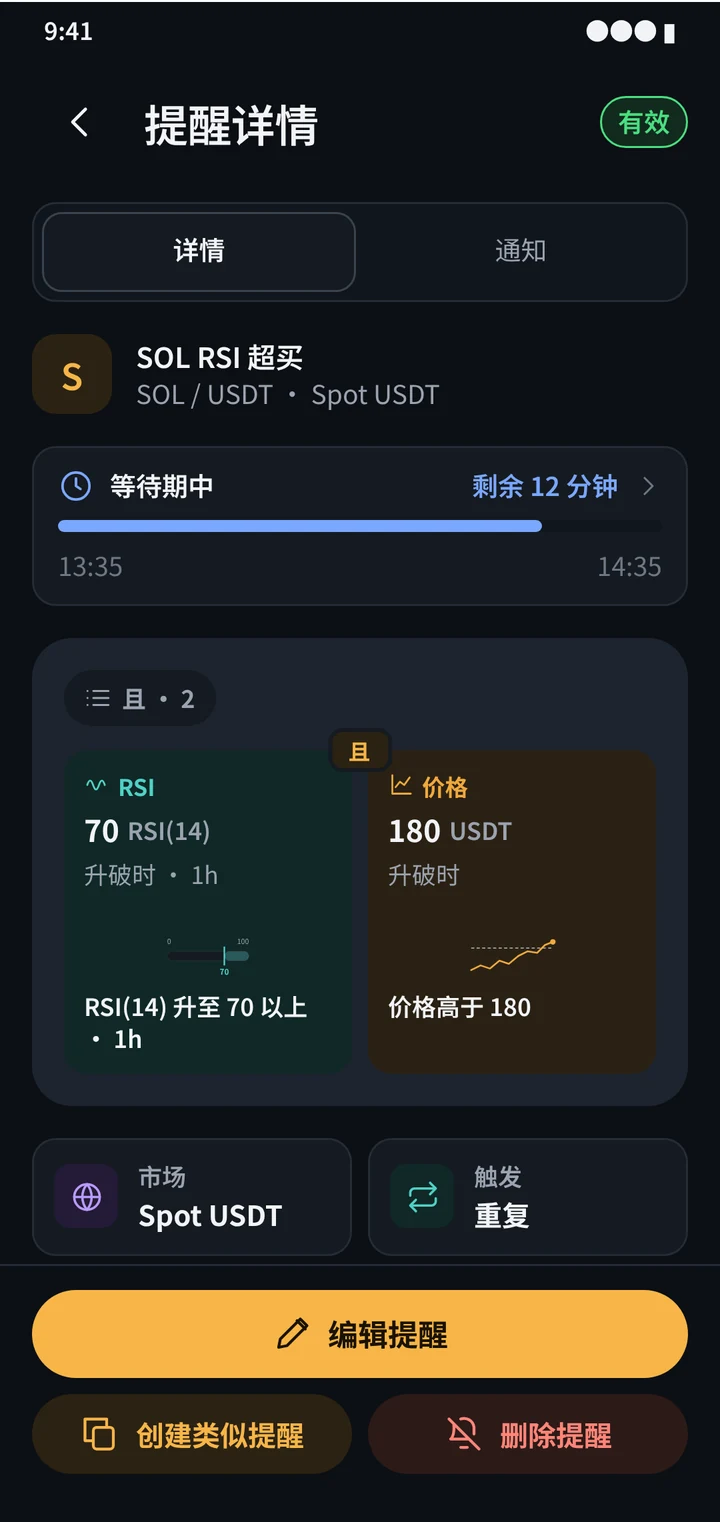 9:41
提醒详情
有效
详情
通知
S
SOL RSI 超买
SOL / USDT • Spot USDT
等待期中
剩余 12 分钟
13:35
14:35
且 • 2
且
RSI
70 RSI(14)
升破时 • 1h
0
100
70
RSI(14) 升至 70 以上
• 1h
价格
180 USDT
升破时
价格高于 180
市场
Spot USDT
触发
重复
编辑提醒
创建类似提醒
删除提醒